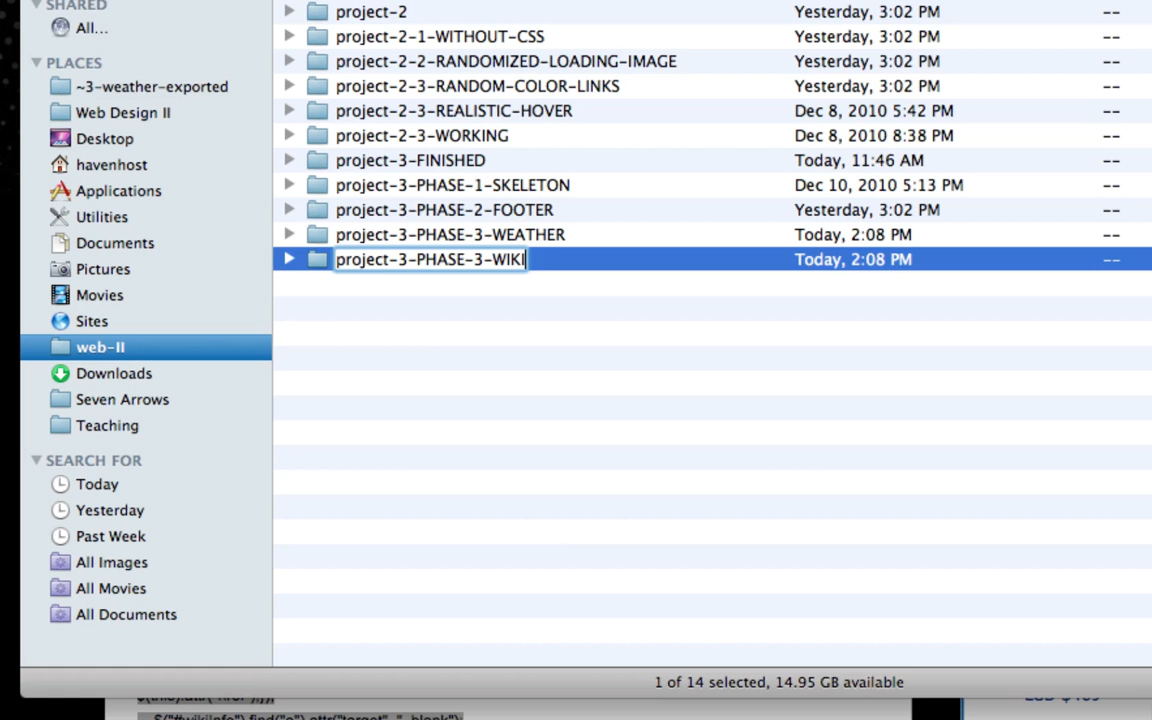 SHARED
All...
PLACES
~3-weather-exported
Web Design II
Desktop
havenhost
Applications
Utilities
Documents
Pictures
Movies
Sites
web-II
Downloads
Seven Arrows
Teaching
SEARCH FOR
Today
Yesterday
Past Week
All Images
All Movies
All Documents
project-2 Yesterday, 3:02 PM --
project-2-1-WITHOUT-CSS Yesterday, 3:02 PM --
project-2-2-RANDOMIZED-LOADING-IMAGE Yesterday, 3:02 PM --
project-2-3-RANDOM-COLOR-LINKS Yesterday, 3:02 PM --
project-2-3-REALISTIC-HOVER Dec 8, 2010 5:42 PM --
project-2-3-WORKING Dec 8, 2010 8:38 PM --
project-3-FINISHED Today, 11:46 AM --
project-3-PHASE-1-SKELETON Dec 10, 2010 5:13 PM --
project-3-PHASE-2-FOOTER Yesterday, 3:02 PM --
project-3-PHASE-3-WEATHER Today, 2:08 PM --
project-3-PHASE-3-WIKI Today, 2:08 PM --
1 of 14 selected, 14.95 GB available